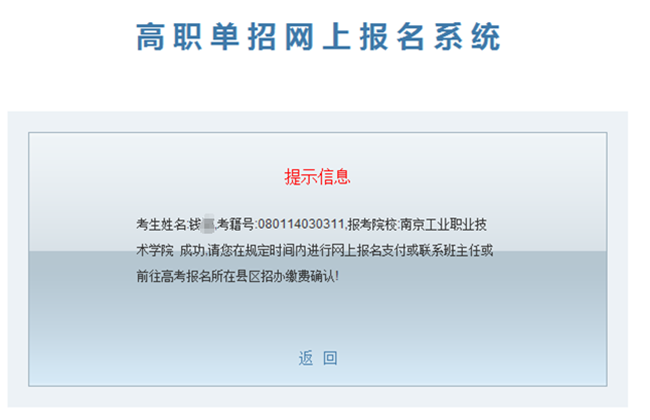 高职单招网上报名系统
提示信息
考生姓名:钱,考籍号:080114030311,报考院校:南京工业职业技
术学院 成功,请您在规定时间内进行网上报名支付或联系班主任或
前往高考报名所在县区招办缴费确认!
返 回